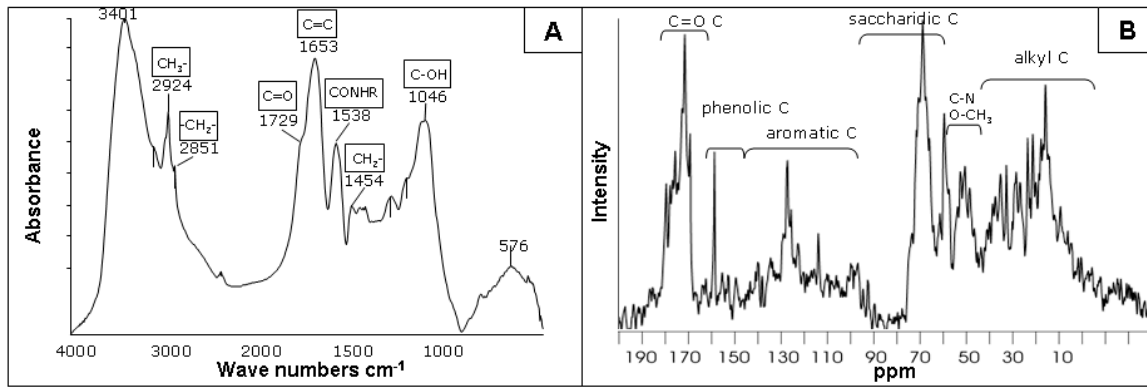 A
3401
C=C
1653
CH₃-
2924
C-OH
1046
C=O
1729
CONHR
1538
-CH₂-
2851
CH₂-
1454
576
Absorbance
4000 3000 2000 1500 1000
Wave numbers cm⁻¹
B
C=O C
saccharidic C
alkyl C
phenolic C
C-N
O-CH₃
aromatic C
Intensity
190 170 150 130 110 90 70 50 30 10
ppm